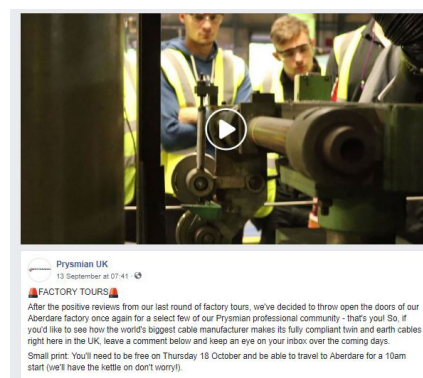 Prysmian UK
13 September at 07:41 ·
🚨FACTORY TOURS🚨
After the positive reviews from our last round of factory tours, we've decided to throw open the doors of our
Aberdare factory once again for a select few of our Prysmian professional community - that's you! So, if
you'd like to see how the world's biggest cable manufacturer makes its fully compliant twin and earth cables
right here in the UK, leave a comment below and keep an eye on your inbox over the coming days.
Small print: You'll need to be free on Thursday 18 October and be able to travel to Aberdare for a 10am
start (we'll have the kettle on don't worry!).